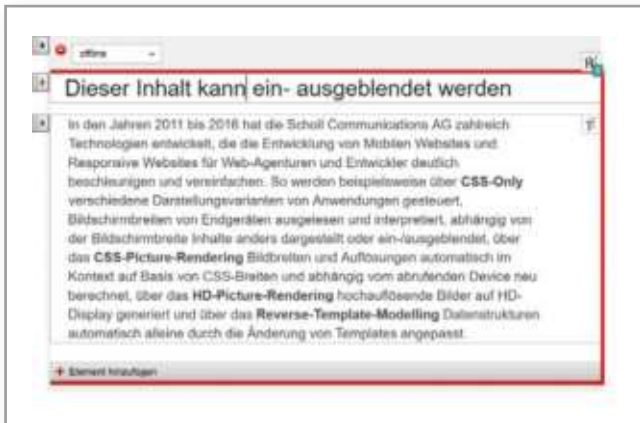 offline
Dieser Inhalt kann ein- ausgeblendet werden
In den Jahren 2011 bis 2016 hat die Scholl Communications AG zahlreich
Technologien entwickelt, die die Entwicklung von Mobilen Websites und
Responsive Websites für Web-Agenturen und Entwickler deutlich
beschleunigen und vereinfachen. So werden beispielsweise über CSS-Only
verschiedene Darstellungsvarianten von Anwendungen gesteuert,
Bildschirmbreiten von Endgeräten ausgelesen und interpretiert, abhängig von
der Bildschirmbreite Inhalte anders dargestellt oder ein-/ausgeblendet, über
das CSS-Picture-Rendering Bildbreiten und Auflösungen automatisch im
Kontext auf Basis von CSS-Breiten und abhängig vom abrufenden Device neu
berechnet, über das HD-Picture-Rendering hochauflösende Bilder auf HD-
Display generiert und über das Reverse-Template-Modelling Datenstrukturen
automatisch alleine durch die Änderung von Templates angepasst.
Element hinzufügen